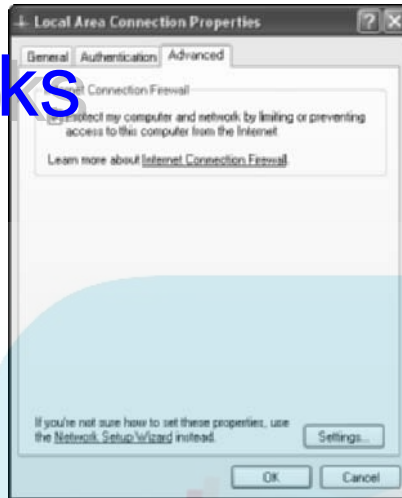 Local Area Connection Properties
General Authentication Advanced
ks
Connection Firewall
Protect my computer and network by limiting or preventing
access to this computer from the Internet
Learn more about Internet Connection Firewall.
If you're not sure how to set these properties, use
the Network Setup Wizard instead.
Settings...
OK Cancel